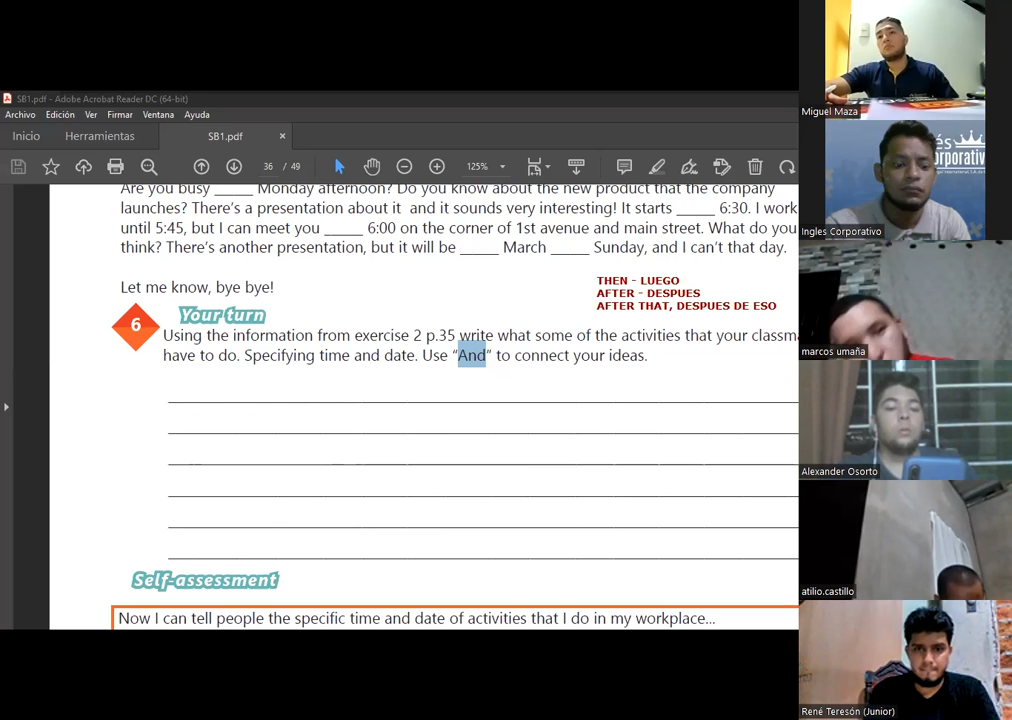 SB1.pdf - Adobe Acrobat Reader DC (64-bit)
Archivo Edición Ver Firmar Ventana Ayuda
Inicio Herramientas SB1.pdf ×
36 / 49 125%
Are you busy _____ Monday afternoon? Do you know about the new product that the company
launches? There's a presentation about it and it sounds very interesting! It starts _____ 6:30. I work
until 5:45, but I can meet you _____ 6:00 on the corner of 1st avenue and main street. What do you
think? There's another presentation, but it will be _____ March _____ Sunday, and I can't that day.
Let me know, bye bye!
THEN - LUEGO
AFTER - DESPUES
AFTER THAT, DESPUES DE ESO
Your turn
6
Using the information from exercise 2 p.35 write what some of the activities that your classma
have to do. Specifying time and date. Use “And” to connect your ideas.
Self-assessment
Now I can tell people the specific time and date of activities that I do in my workplace...
Miguel Maza
és
orporativ
Ingles Corporativo
marcos umaña
Alexander Osorto
atilio.castillo
René Teresón (Junior)